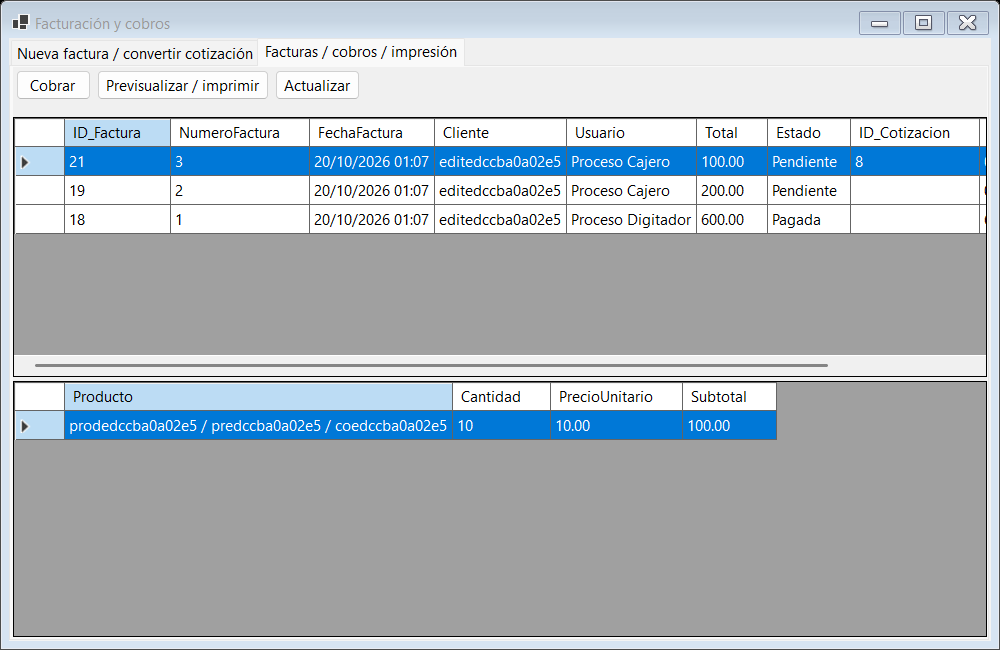 Facturación y cobros
Nueva factura / convertir cotización Facturas / cobros / impresión
Cobrar Previsualizar / imprimir Actualizar
ID_Factura NumeroFactura FechaFactura Cliente Usuario Total Estado ID_Cotizacion
21 3 20/10/2026 01:07 editedccba0a02e5 Proceso Cajero 100.00 Pendiente 8
19 2 20/10/2026 01:07 editedccba0a02e5 Proceso Cajero 200.00 Pendiente
18 1 20/10/2026 01:07 editedccba0a02e5 Proceso Digitador 600.00 Pagada
Producto Cantidad PrecioUnitario Subtotal
prodedccba0a02e5 / predccba0a02e5 / coedccba0a02e5 10 10.00 100.00